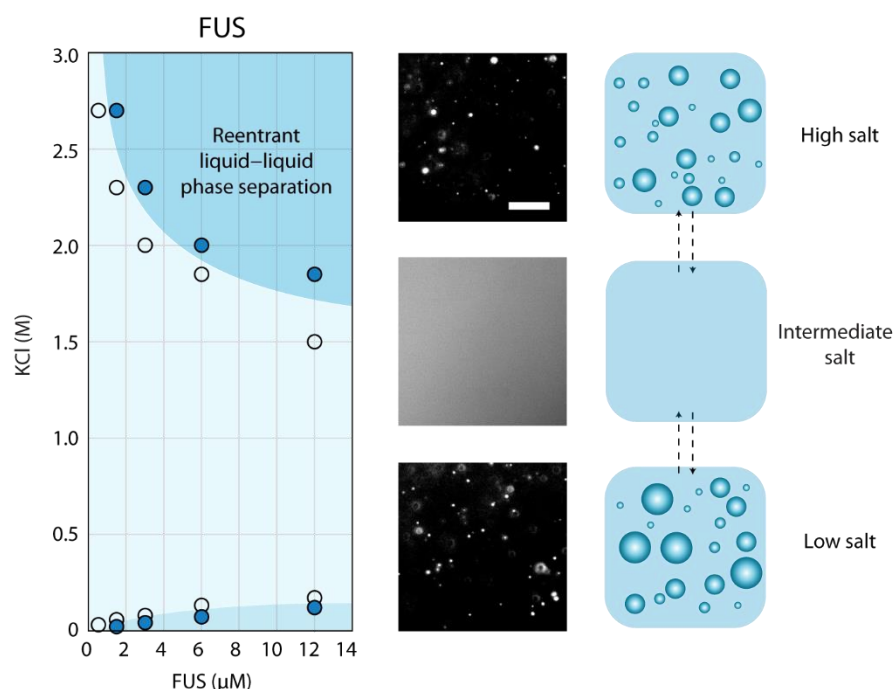 FUS
3.0
2.5
2.0
1.5
1.0
0.5
0
KCl (M)
Reentrant
liquid–liquid
phase separation
0 2 4 6 8 10 12 14
FUS (μM)
High salt
Intermediate
salt
Low salt